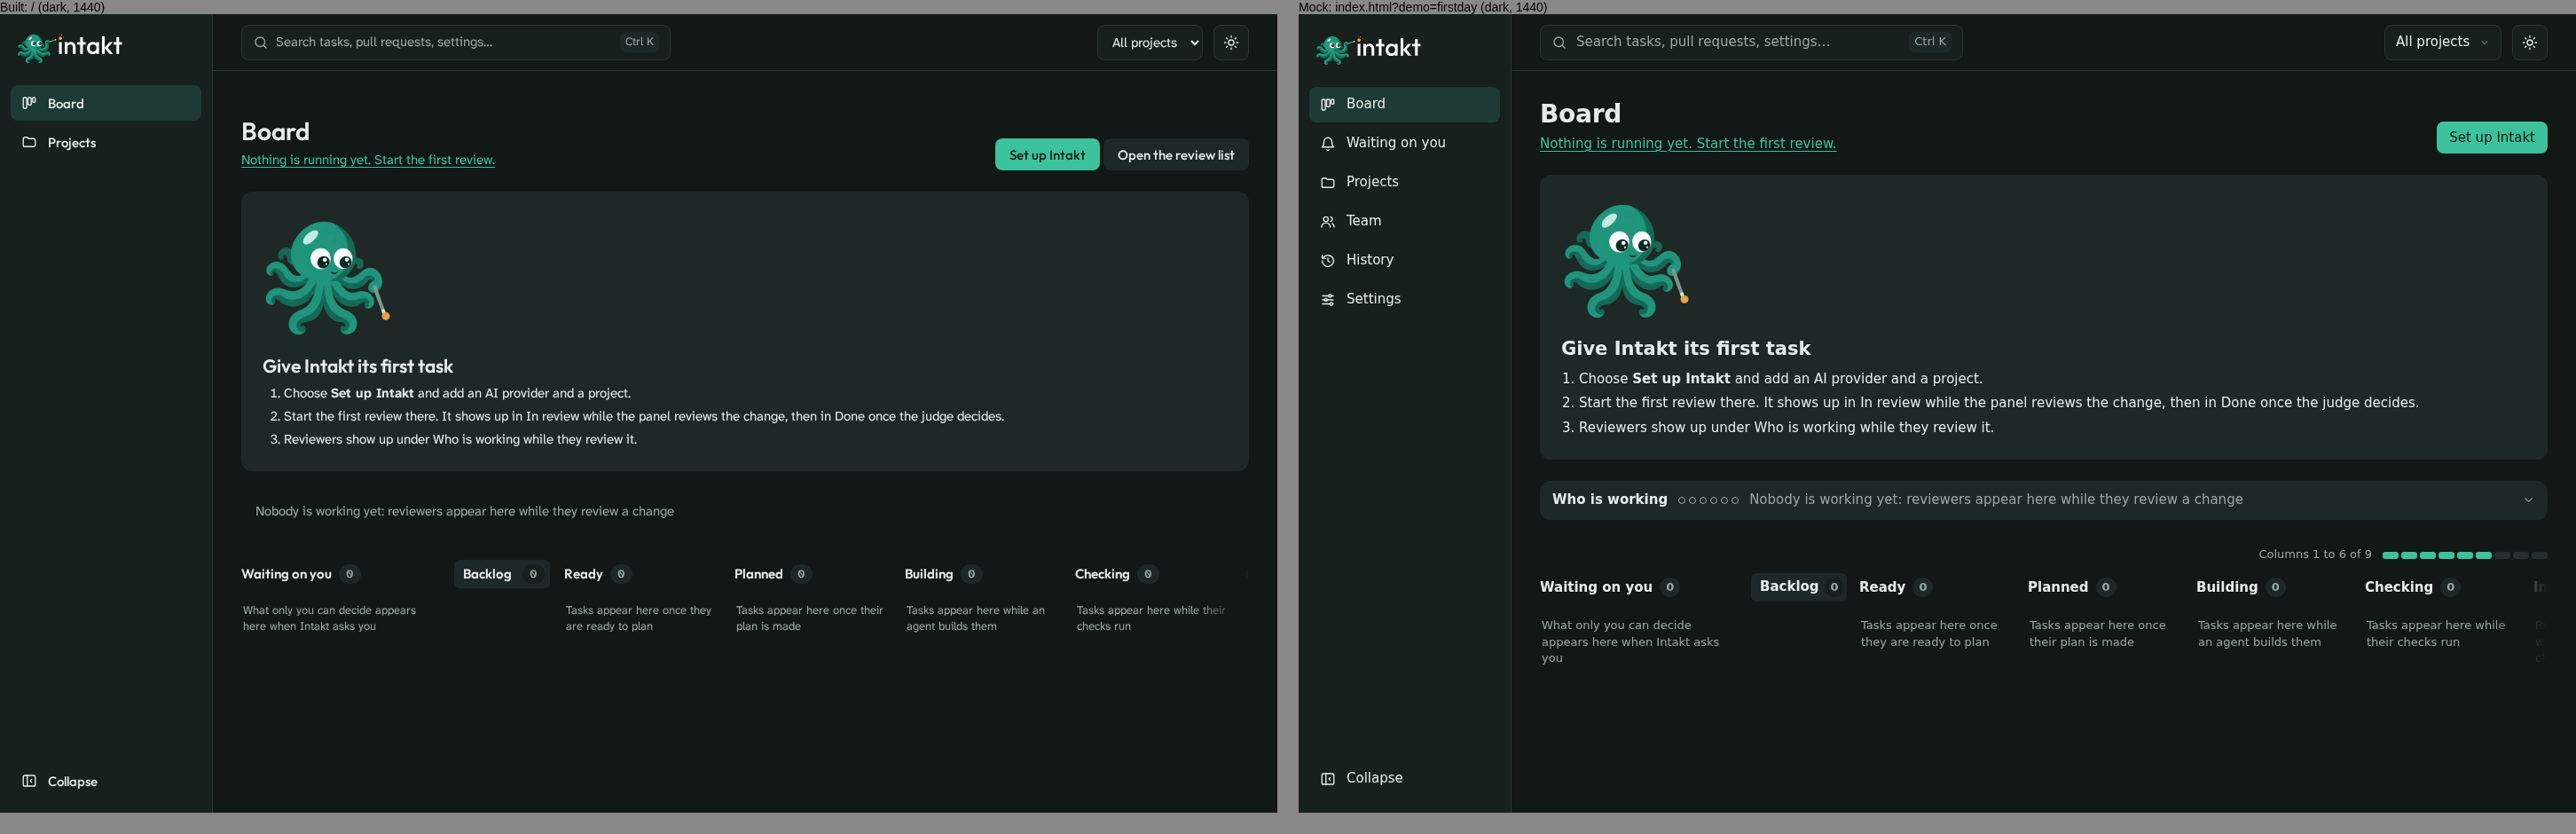 Built: / (dark, 1440)
intakt
Search tasks, pull requests, settings...
Ctrl K
All projects
Board
Projects
Board
Nothing is running yet. Start the first review.
Set up Intakt
Open the review list
Give Intakt its first task
1. Choose Set up Intakt and add an AI provider and a project.
2. Start the first review there. It shows up in In review while the panel reviews the change, then in Done once the judge decides.
3. Reviewers show up under Who is working while they review it.
Nobody is working yet: reviewers appear here while they review a change
Waiting on you 0
Backlog 0
Ready 0
Planned 0
Building 0
Checking 0
What only you can decide appears
here when Intakt asks you
Tasks appear here once they
are ready to plan
Tasks appear here once their
plan is made
Tasks appear here while an
agent builds them
Tasks appear here while their
checks run
Collapse
Mock: index.html?demo=firstday (dark, 1440)
intakt
Search tasks, pull requests, settings...
Ctrl K
All projects
Board
Waiting on you
Projects
Team
History
Settings
Board
Nothing is running yet. Start the first review.
Set up Intakt
Give Intakt its first task
1. Choose Set up Intakt and add an AI provider and a project.
2. Start the first review there. It shows up in In review while the panel reviews the change, then in Done once the judge decides.
3. Reviewers show up under Who is working while they review it.
Who is working
Nobody is working yet: reviewers appear here while they review a change
Columns 1 to 6 of 9
Waiting on you 0
Backlog 0
Ready 0
Planned 0
Building 0
Checking 0
What only you can decide
appears here when Intakt asks
you
Tasks appear here once
they are ready to plan
Tasks appear here once
their plan is made
Tasks appear here while
an agent builds them
Tasks appear here while
their checks run
Collapse